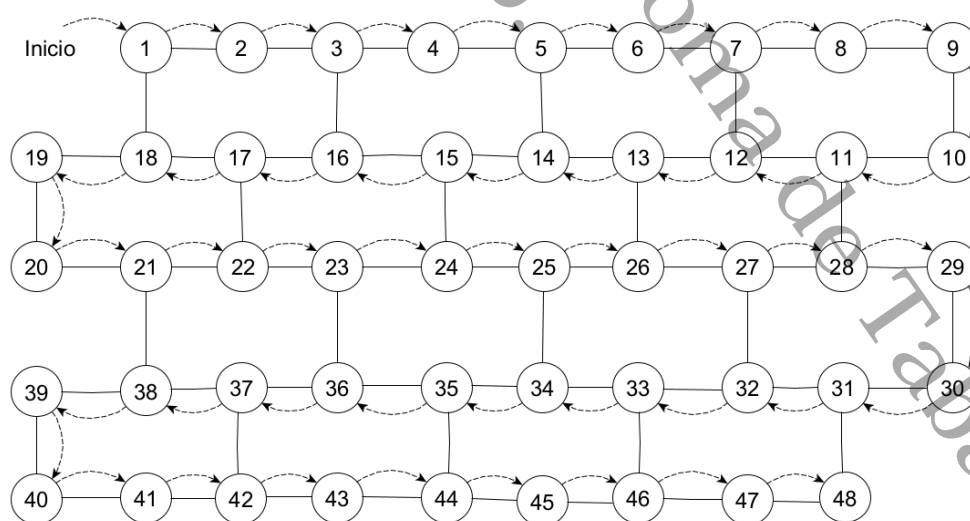 Inicio 1 2 3 4 5 6 7 8 9
19 18 17 16 15 14 13 12 11 10
20 21 22 23 24 25 26 27 28 29
39 38 37 36 35 34 33 32 31 30
40 41 42 43 44 45 46 47 48
de